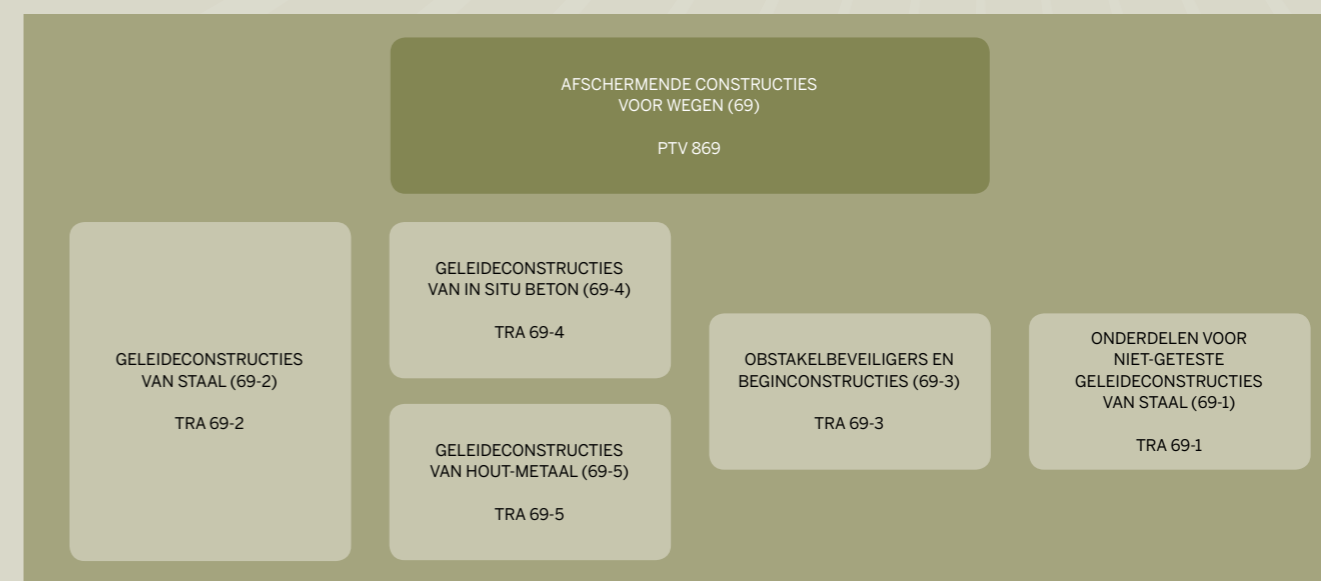 AFSCHERMENDE CONSTRUCTIES
VOOR WEGEN (69)
PTV 869
GELEIDECONSTRUCTIES
VAN STAAL (69-2)
TRA 69-2
GELEIDECONSTRUCTIES
VAN IN SITU BETON (69-4)
TRA 69-4
GELEIDECONSTRUCTIES
VAN HOUT-METAAL (69-5)
TRA 69-5
OBSTAKELBEVEILIGERS EN
BEGINCONSTRUCTIES (69-3)
TRA 69-3
ONDERDELEN VOOR
NIET-GETESTE
GELEIDECONSTRUCTIES
VAN STAAL (69-1)
TRA 69-1